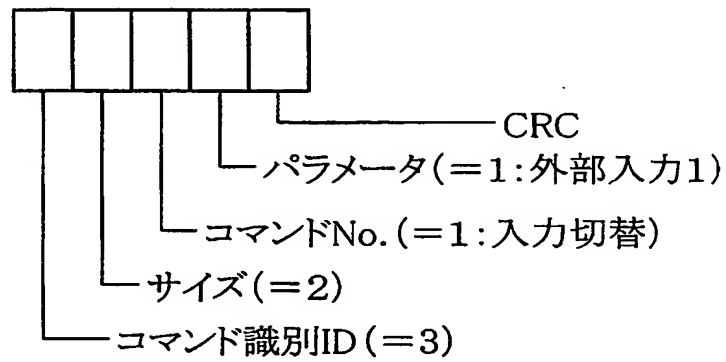 CRC
パラメータ(=1:外部入力1)
コマンドNo.(=1:入力切替)
サイズ(=2)
コマンド識別ID(=3)